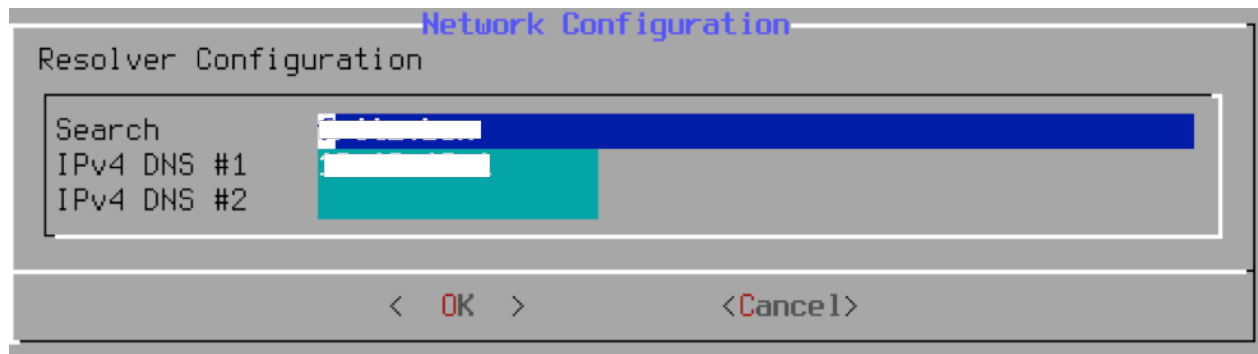 Network Configuration
Resolver Configuration
Search
IPv4 DNS #1
IPv4 DNS #2
< OK > <Cancel>